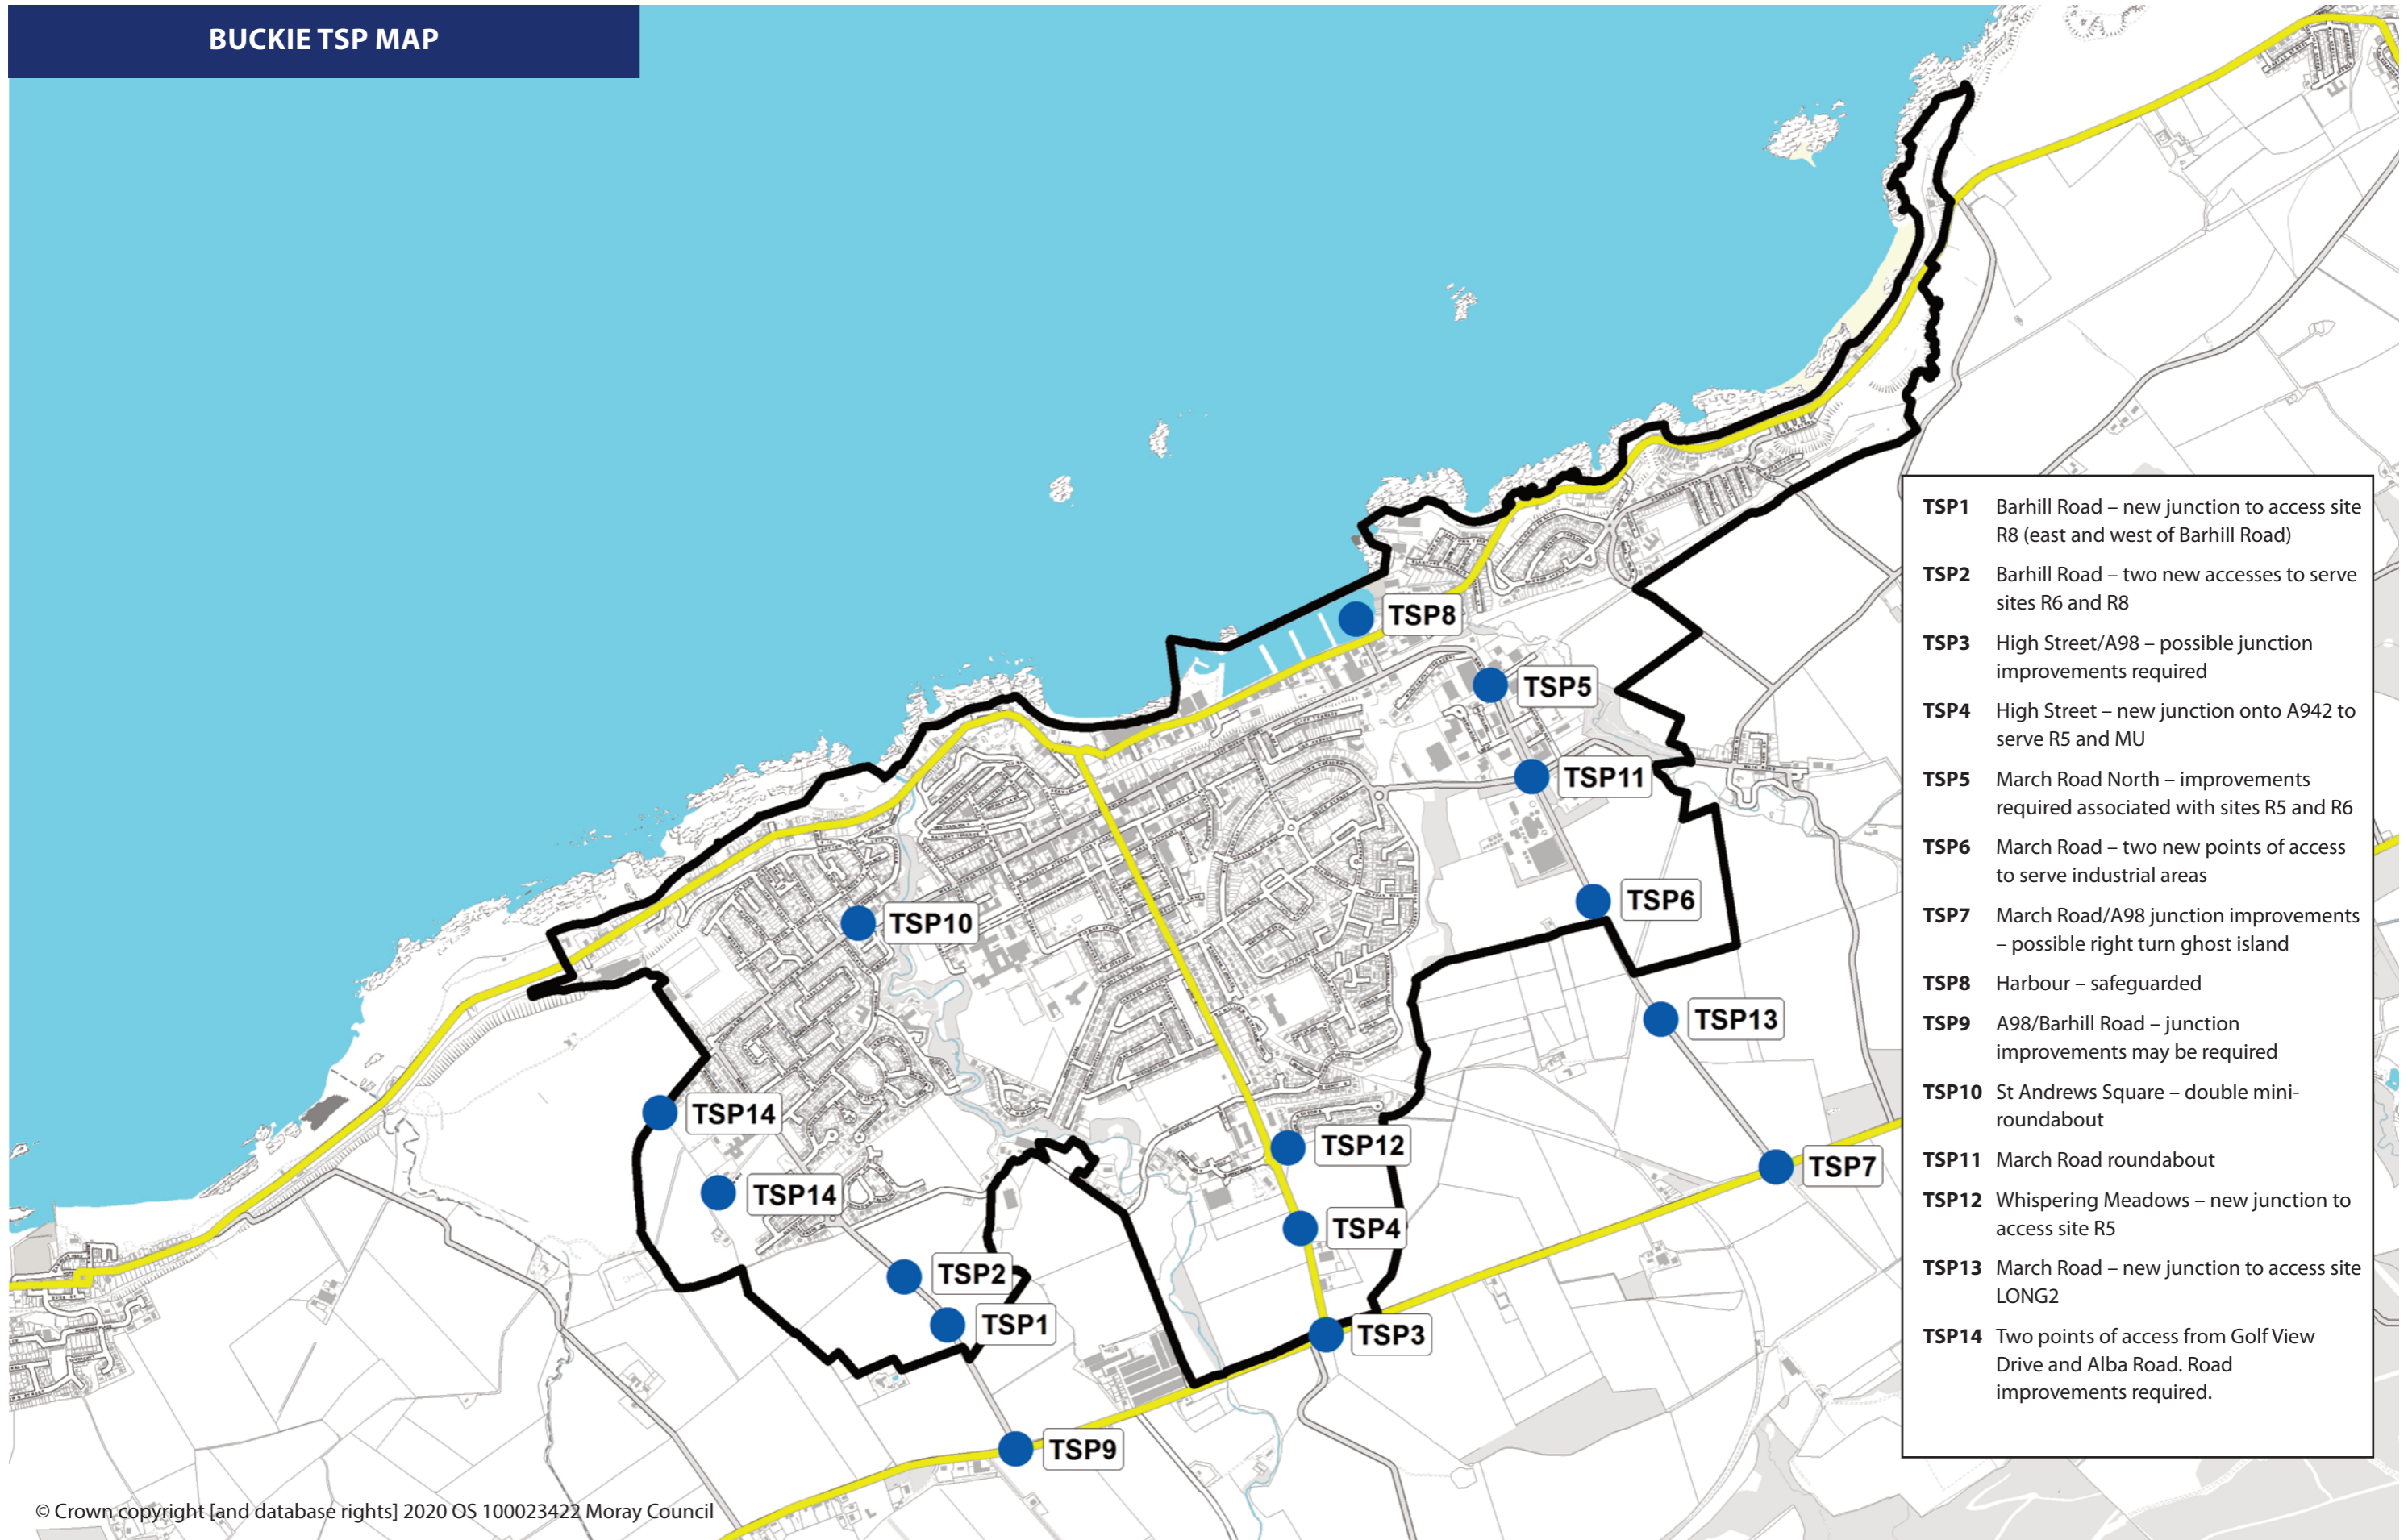 BUCKIE TSP MAP
TSP8
TSP5
TSP11
TSP6
TSP10
TSP13
TSP14
TSP12
TSP7
TSP14
TSP4
TSP2
TSP1
TSP3
TSP9
TSP1 Barhill Road – new junction to access site
R8 (east and west of Barhill Road)
TSP2 Barhill Road – two new accesses to serve
sites R6 and R8
TSP3 High Street/A98 – possible junction
improvements required
TSP4 High Street – new junction onto A942 to
serve R5 and MU
TSP5 March Road North – improvements
required associated with sites R5 and R6
TSP6 March Road – two new points of access
to serve industrial areas
TSP7 March Road/A98 junction improvements
– possible right turn ghost island
TSP8 Harbour – safeguarded
TSP9 A98/Barhill Road – junction
improvements may be required
TSP10 St Andrews Square – double mini-
roundabout
TSP11 March Road roundabout
TSP12 Whispering Meadows – new junction to
access site R5
TSP13 March Road – new junction to access site
LONG2
TSP14 Two points of access from Golf View
Drive and Alba Road. Road
improvements required.
© Crown copyright [and database rights] 2020 OS 100023422 Moray Council